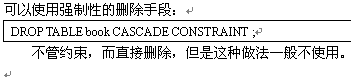 可以使用强制性的删除手段：
DROP TABLE book CASCADE CONSTRAINT ;
不管约束，而直接删除，但是这种做法一般不使用。